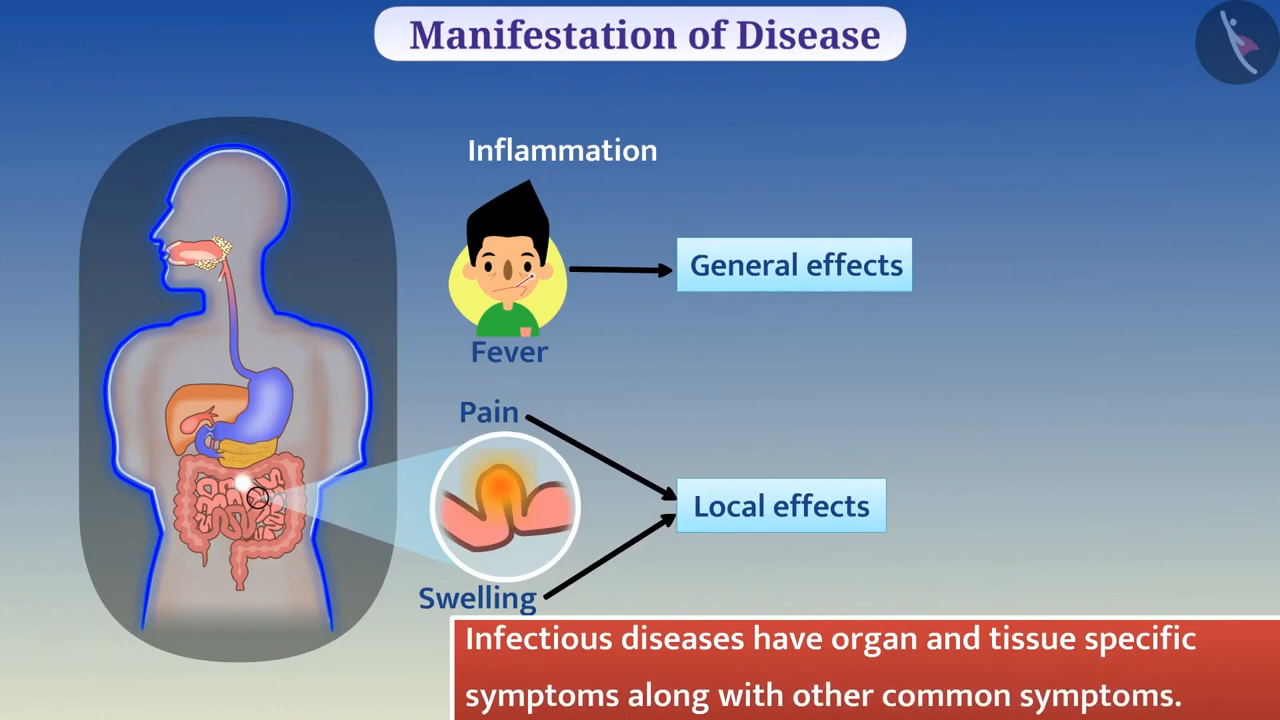 Manifestation of Disease
Inflammation
General effects
Fever
Pain
Local effects
Swelling
Infectious diseases have organ and tissue specific
symptoms along with other common symptoms.